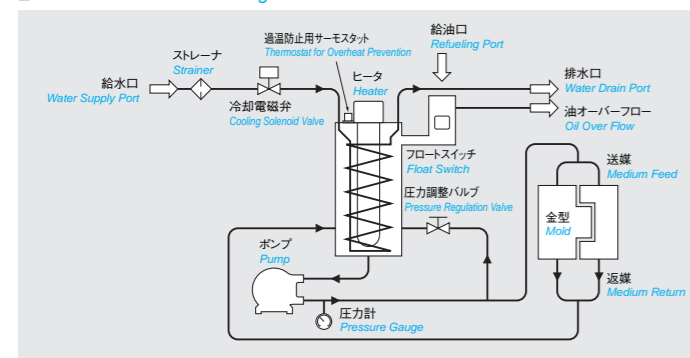 給油口
Refueling Port
過温防止用サーモスタット
Thermostat for Overheat Prevention
ストレーナ
Strainer
ヒータ
Heater
排水口
Water Drain Port
給水口
Water Supply Port
冷却電磁弁
Cooling Solenoid Valve
油オーバーフロー
Oil Over Flow
フロートスイッチ
Float Switch
送媒
Medium Feed
圧力調整バルブ
Pressure Regulation Valve
金型
Mold
ポンプ
Pump
返媒
Medium Return
圧力計
Pressure Gauge